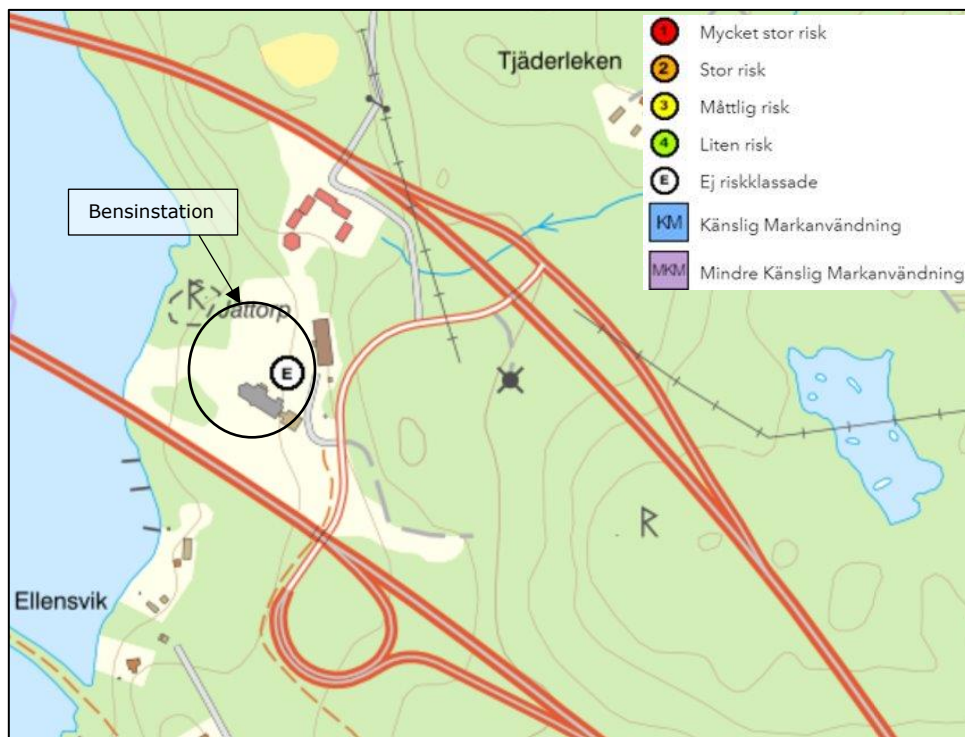 Tjäderleken
1 Mycket stor risk
2 Stor risk
3 Måttlig risk
4 Liten risk
E Ej riskklassade
KM Känslig Markanvändning
MKM Mindre Känslig Markanvändning
Bensinstation
R
Jättorp
E
R
Ellensvik